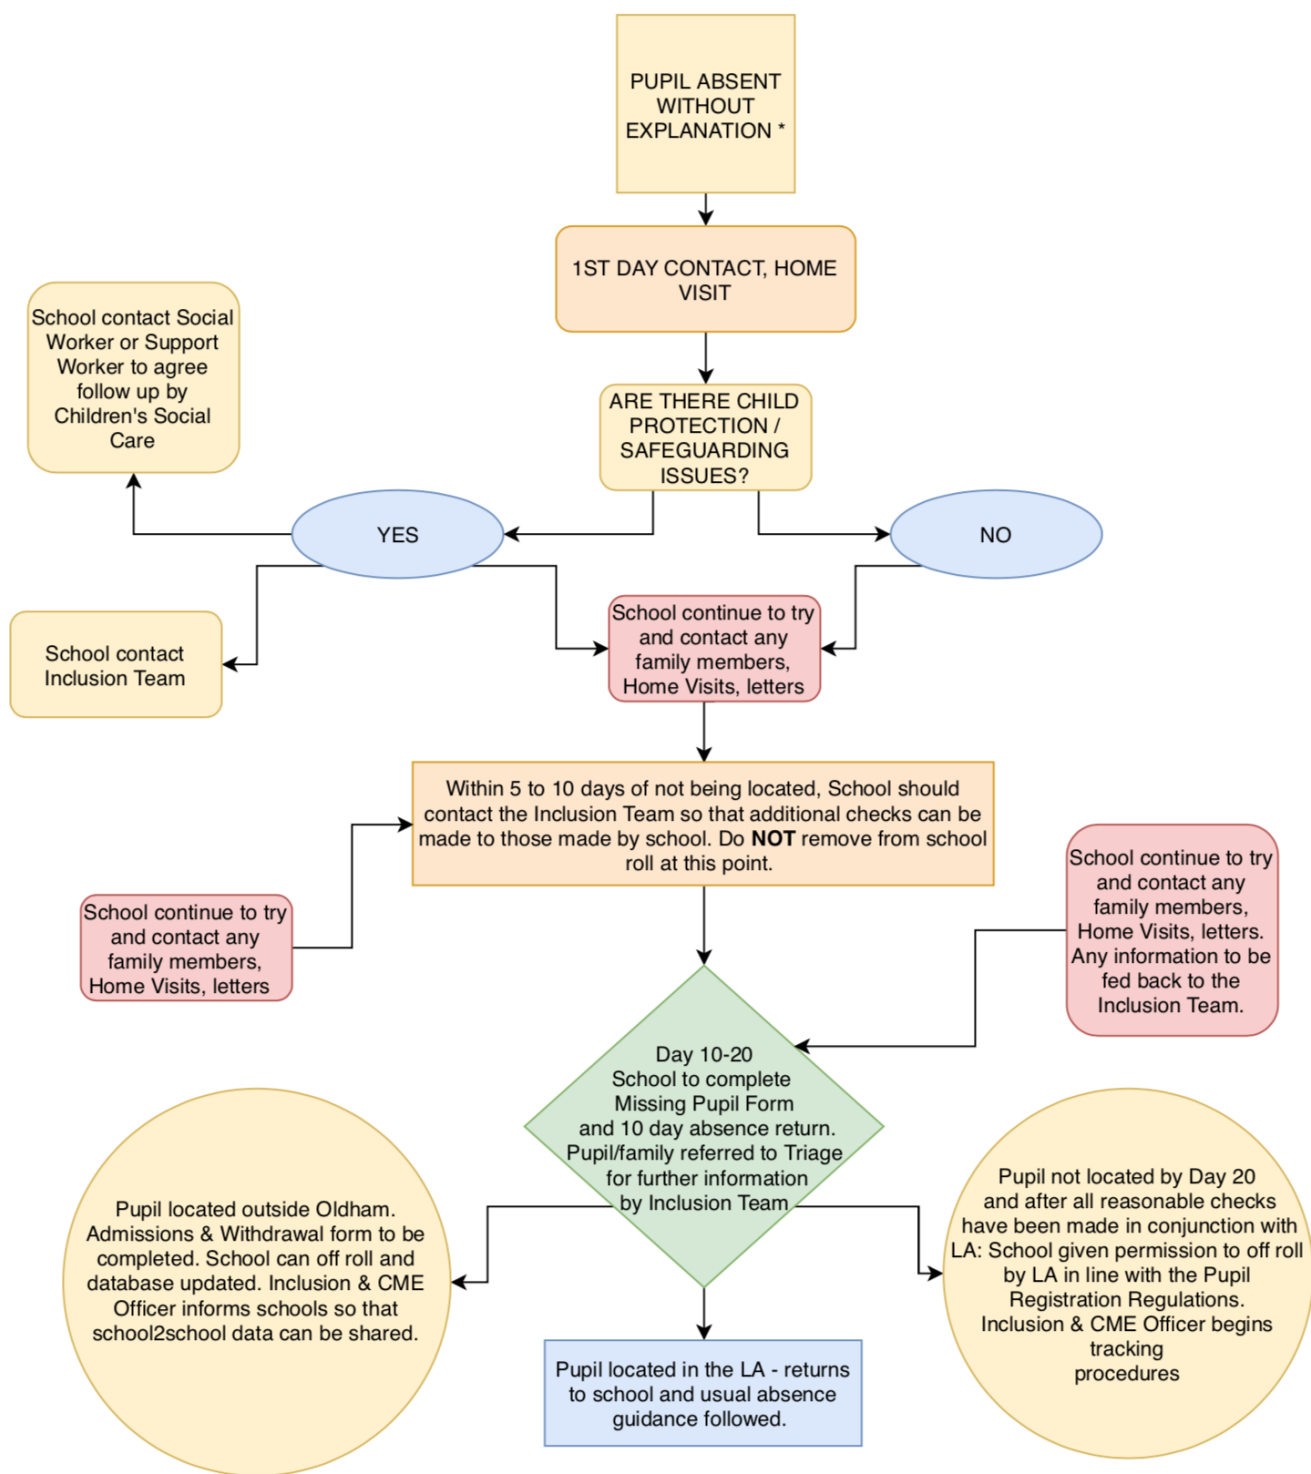 PUPIL ABSENT
WITHOUT
EXPLANATION *
1ST DAY CONTACT, HOME
VISIT
School contact Social
Worker or Support
Worker to agree
follow up by
Children's Social
Care
ARE THERE CHILD
PROTECTION /
SAFEGUARDING
ISSUES?
YES
NO
School contact
Inclusion Team
School continue to try
and contact any
family members,
Home Visits, letters
Within 5 to 10 days of not being located, School should
contact the Inclusion Team so that additional checks can be
made to those made by school. Do NOT remove from school
roll at this point.
School continue to try
and contact any
family members,
Home Visits, letters
School continue to try
and contact any
family members,
Home Visits, letters.
Any information to be
fed back to the
Inclusion Team.
Day 10-20
School to complete
Missing Pupil Form
and 10 day absence return.
Pupil/family referred to Triage
for further information
by Inclusion Team
Pupil located outside Oldham.
Admissions & Withdrawal form to be
completed. School can off roll and
database updated. Inclusion & CME
Officer informs schools so that
school2school data can be shared.
Pupil not located by Day 20
and after all reasonable checks
have been made in conjunction with
LA: School given permission to off roll
by LA in line with the Pupil
Registration Regulations.
Inclusion & CME Officer begins
tracking
procedures
Pupil located in the LA - returns
to school and usual absence
guidance followed.